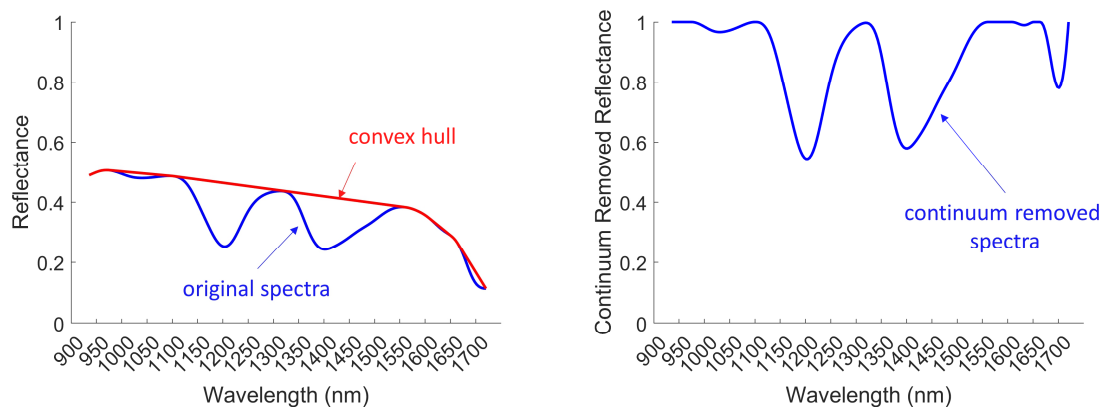 1
0.8
0.6
0.4
0.2
0
Reflectance
convex hull
original spectra
900 950 1000 1050 1100 1150 1200 1250 1300 1350 1400 1450 1500 1550 1600 1650 1700
Wavelength (nm)
1
0.8
0.6
0.4
0.2
0
Continuum Removed Reflectance
continuum removed
spectra
900 950 1000 1050 1100 1150 1200 1250 1300 1350 1400 1450 1500 1550 1600 1650 1700
Wavelength (nm)